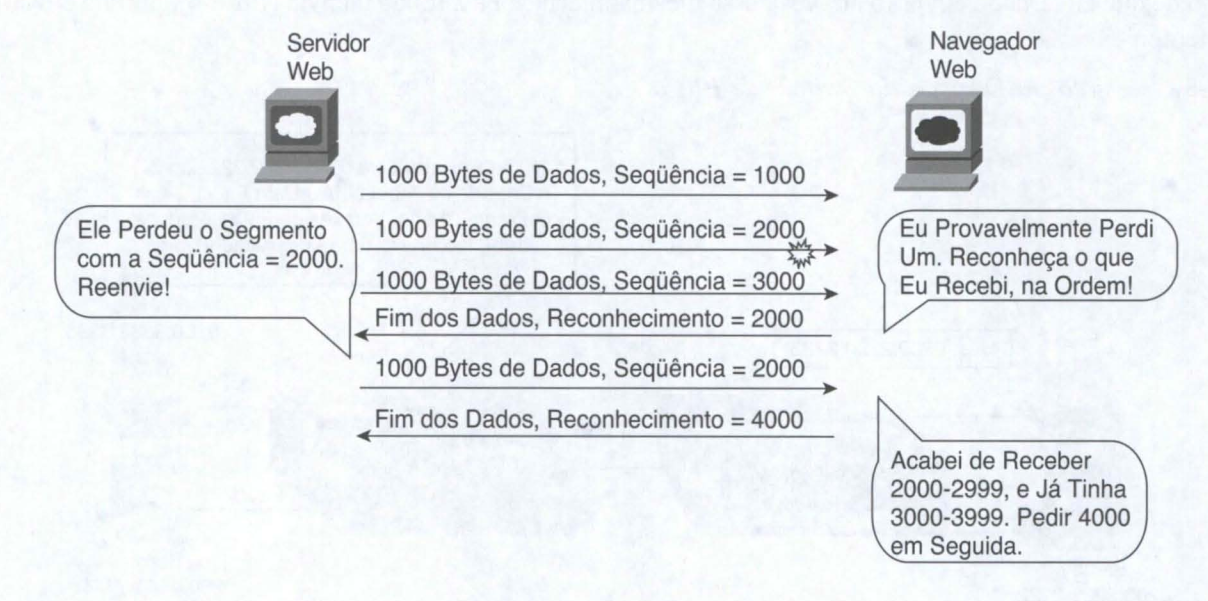 Servidor
Web
Navegador
Web
1000 Bytes de Dados, Seqüência = 1000
Ele Perdeu o Segmento
com a Seqüência = 2000.
Reenvie!
1000 Bytes de Dados, Seqüência = 2000
Eu Provavelmente Perdi
Um. Reconheça o que
Eu Recebi, na Ordem!
1000 Bytes de Dados, Seqüência = 3000
Fim dos Dados, Reconhecimento = 2000
1000 Bytes de Dados, Seqüência = 2000
Fim dos Dados, Reconhecimento = 4000
Acabei de Receber
2000-2999, e Já Tinha
3000-3999. Pedir 4000
em Seguida.